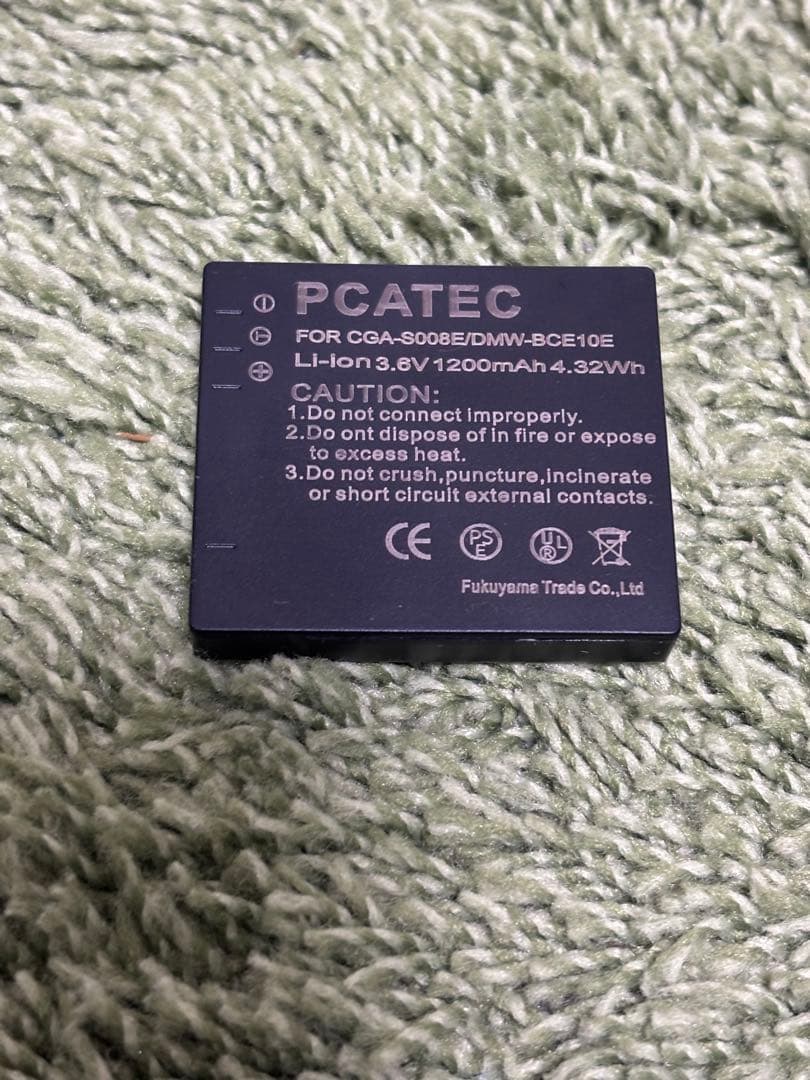 PCATEC
FOR CGA-S008E/DMW-BCE10E
Li-ion 3.6V 1200mAh 4.32Wh
CAUTION:
1.Do not connect improperly.
2.Do ont dispose of in fire or expose
to excess heat.
3.Do not crush,puncture,incinerate
or short circuit external contacts.
CE PSE URL
Fukuyama Trade Co.,Ltd